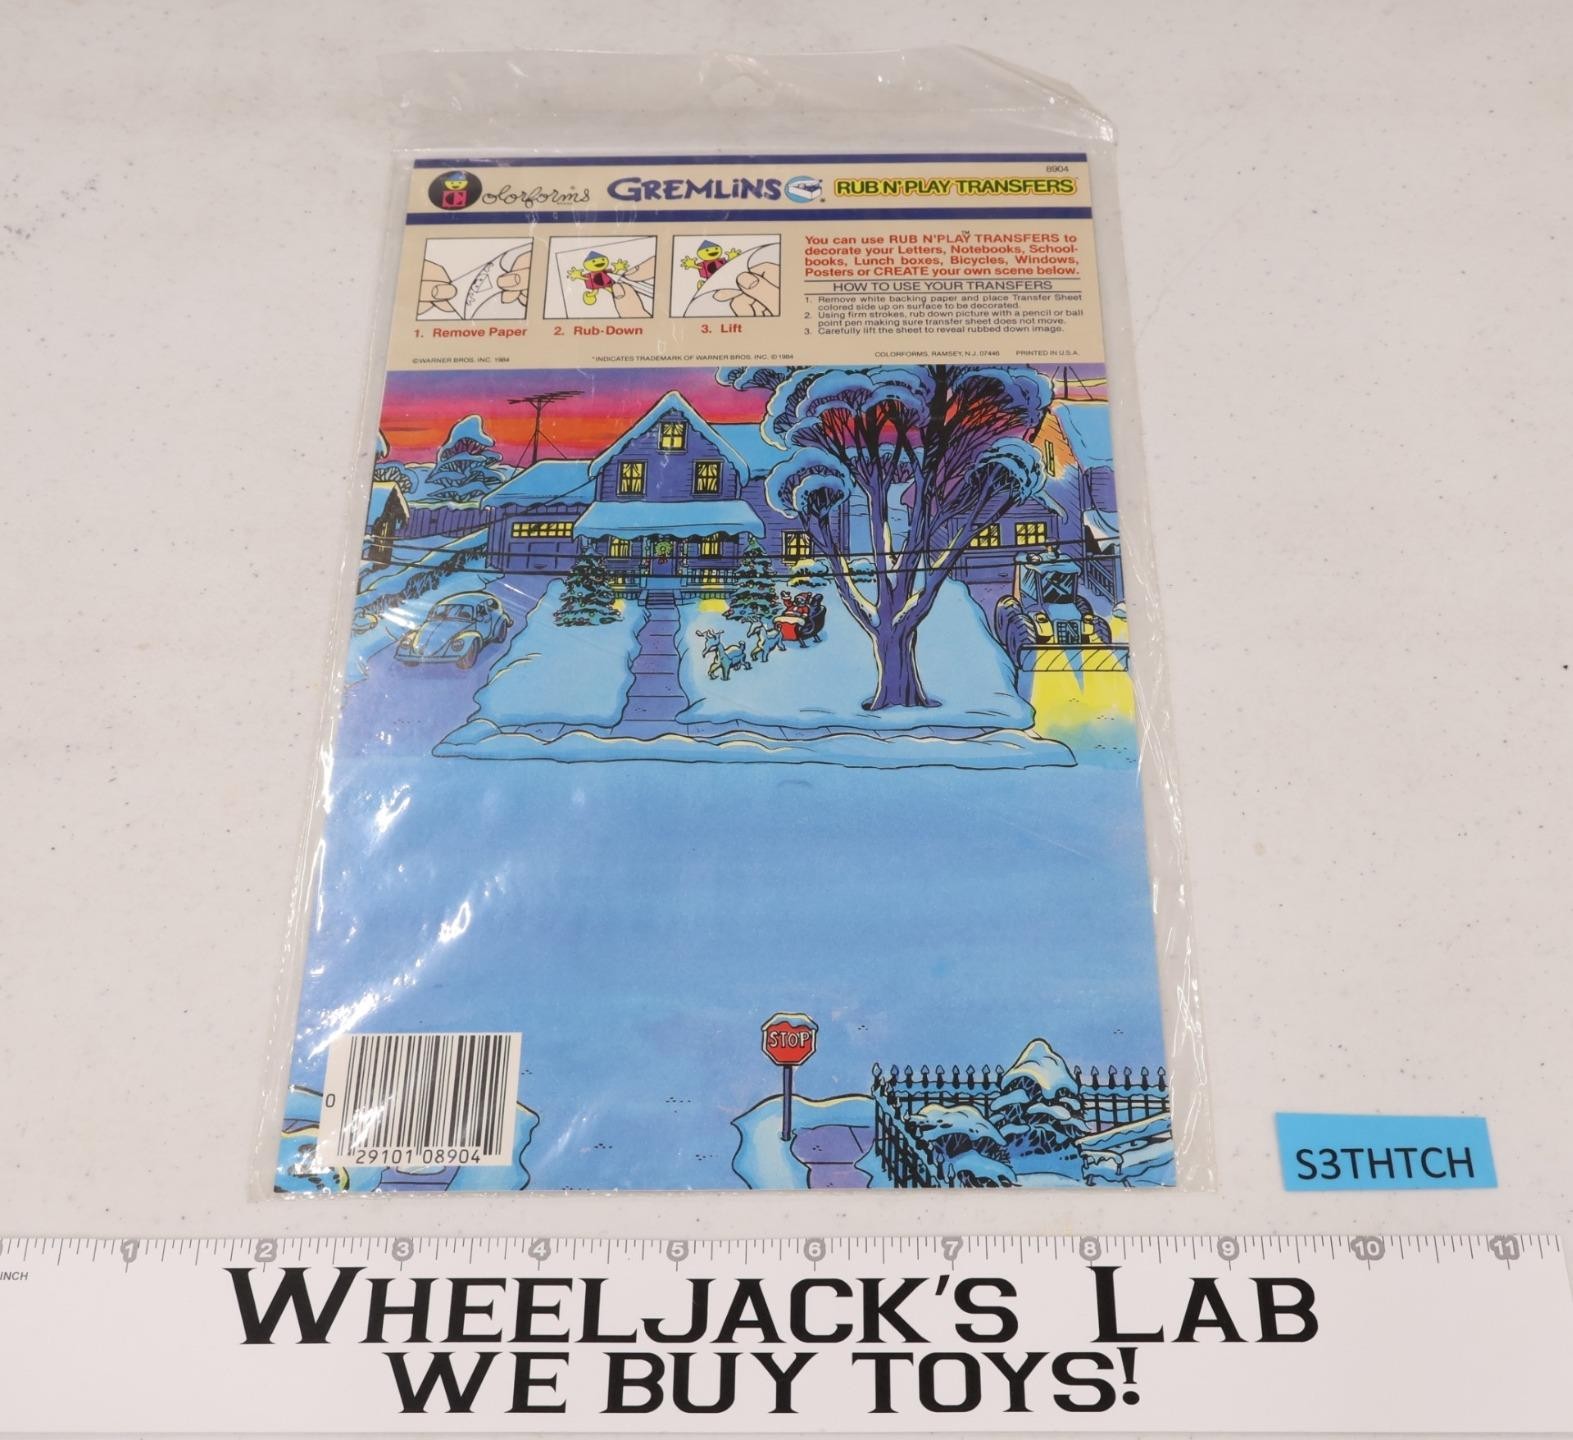 8904
Colorforms® GREMLiNS RUB N' PLAY TRANSFERS™
You can use RUB N'PLAY™ TRANSFERS to
decorate your Letters, Notebooks, School-
books, Lunch boxes, Bicycles, Windows,
Posters or CREATE your own scene below.
HOW TO USE YOUR TRANSFERS
1. Remove white backing paper and place Transfer Sheet
colored side up on surface to be decorated.
2. Using firm strokes, rub down picture with a pencil or ball
point pen making sure transfer sheet does not move.
3. Carefully lift the sheet to reveal rubbed down image.
1. Remove Paper 2. Rub-Down 3. Lift
©WARNER BROS. INC. 1984 *INDICATES TRADEMARK OF WARNER BROS. INC. ©1984 COLORFORMS, RAMSEY, N.J. 07446 PRINTED IN U.S.A.
STOP
0 29101 08904
S3THTCH
1 2 3 4 5 6 7 8 9 10 11
INCH
WHEELJACK'S LAB
WE BUY TOYS!